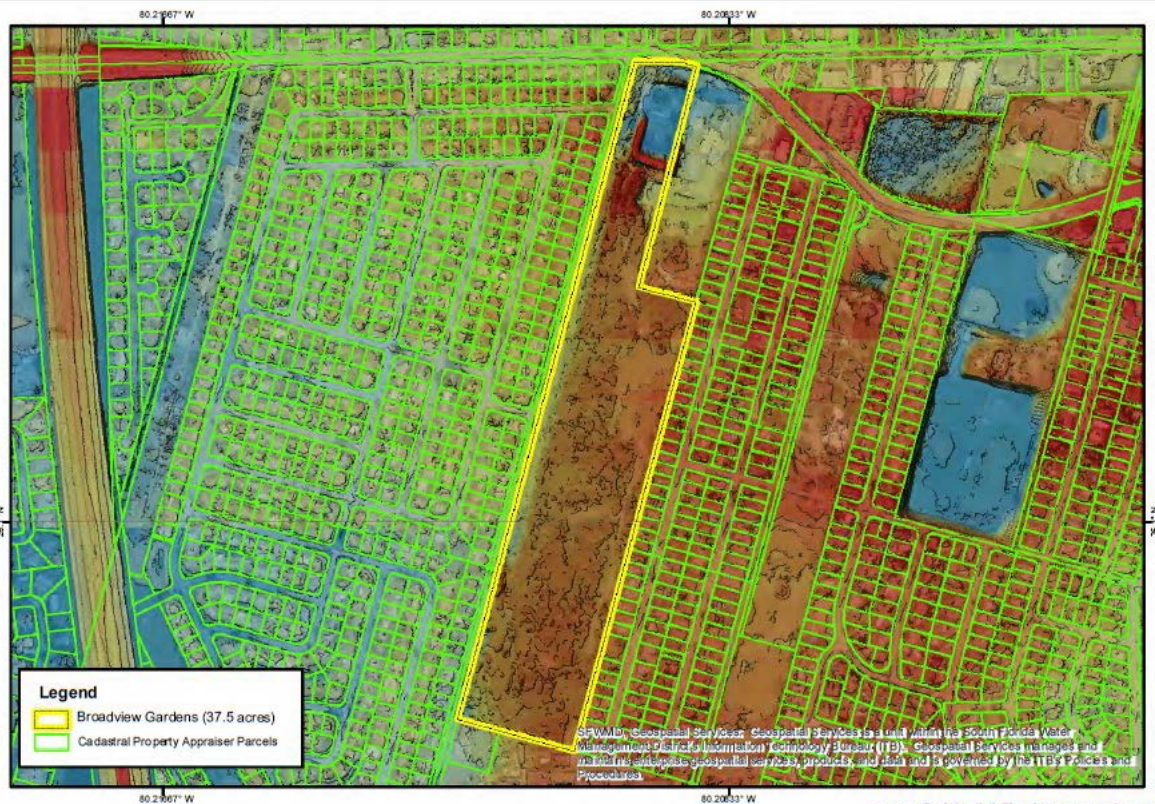 80.21667° W 80.20833° W
Legend
Broadview Gardens (37.5 acres)
Cadastral Property Appraiser Parcels
SFWMD, Geospatial Services: Geospatial Services is a unit within the South Florida Water
Management District's Information Technology Bureau (ITB). Geospatial Services manages and
maintains enterprise geospatial services, products, and data and is governed by the ITB's Policies and
Procedures.
80.21667° W 80.20833° W